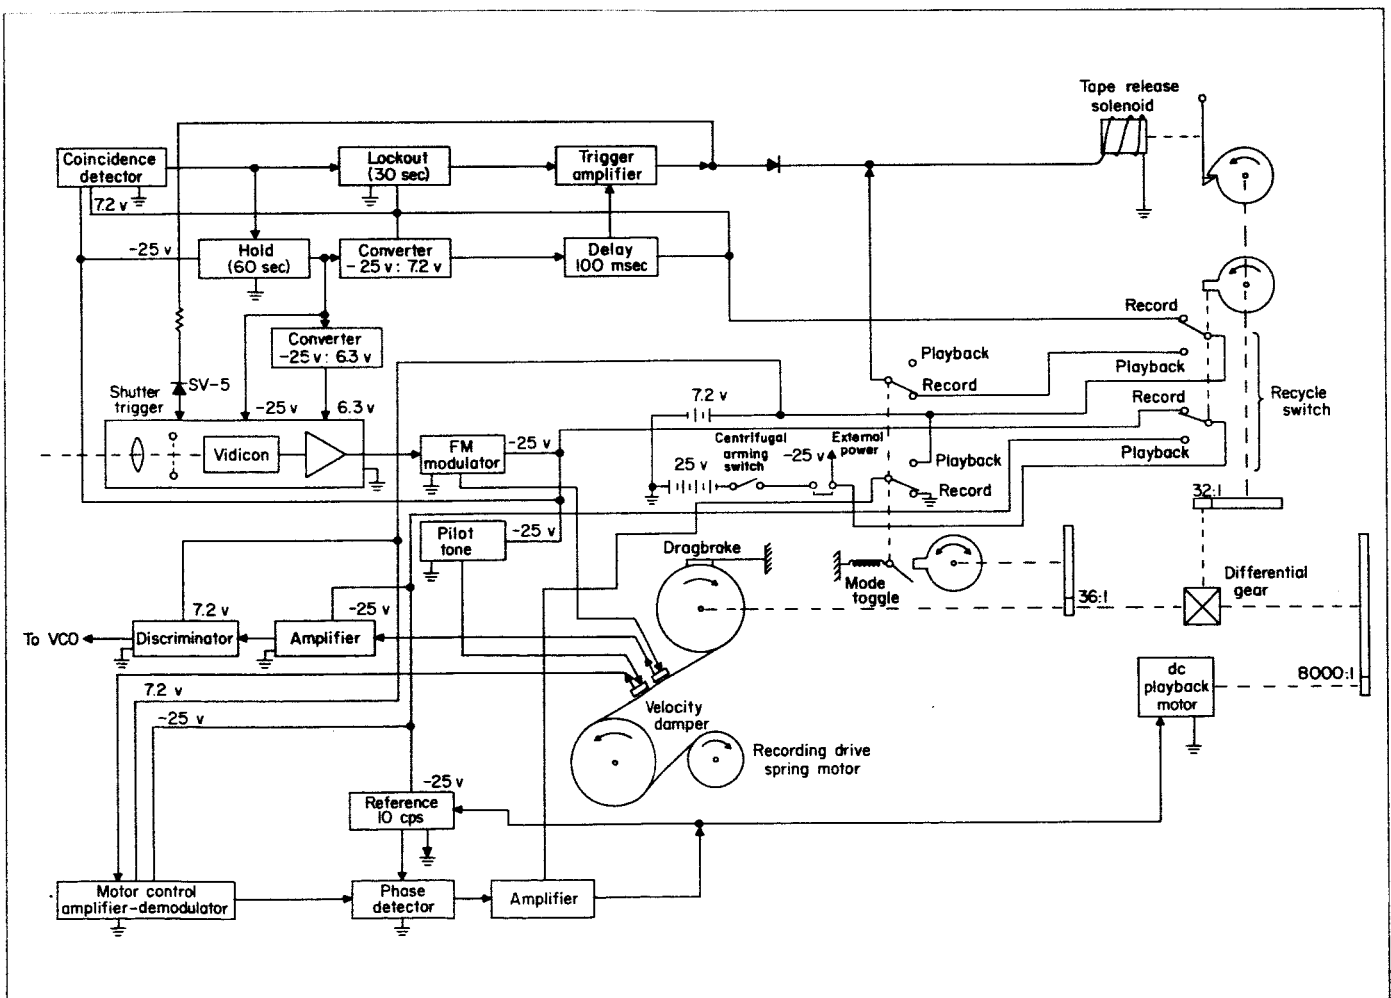 Tape release
solenoid
Coincidence
detector
Lockout
(30 sec)
Trigger
amplifier
7.2 v
-25 v
Hold
(60 sec)
Converter
-25 v : 7.2 v
Delay
100 msec
Record
Converter
-25 v : 6.3 v
Playback
Playback
Record
Recycle
switch
Shutter
trigger
SV-5
-25 v
6.3 v
7.2 v
Record
Vidicon
FM
modulator
-25 v
Centrifugal
arming
switch
-25 v
External
power
Playback
Playback
25 v
Record
32:1
Pilot
tone
-25 v
Dragbrake
Mode
toggle
36:1
Differential
gear
7.2 v
-25 v
To VCO
Discriminator
Amplifier
8000:1
dc
playback
motor
7.2 v
-25 v
Velocity
damper
Recording drive
spring motor
-25 v
Reference
10 cps
Motor control
amplifier-demodulator
Phase
detector
Amplifier